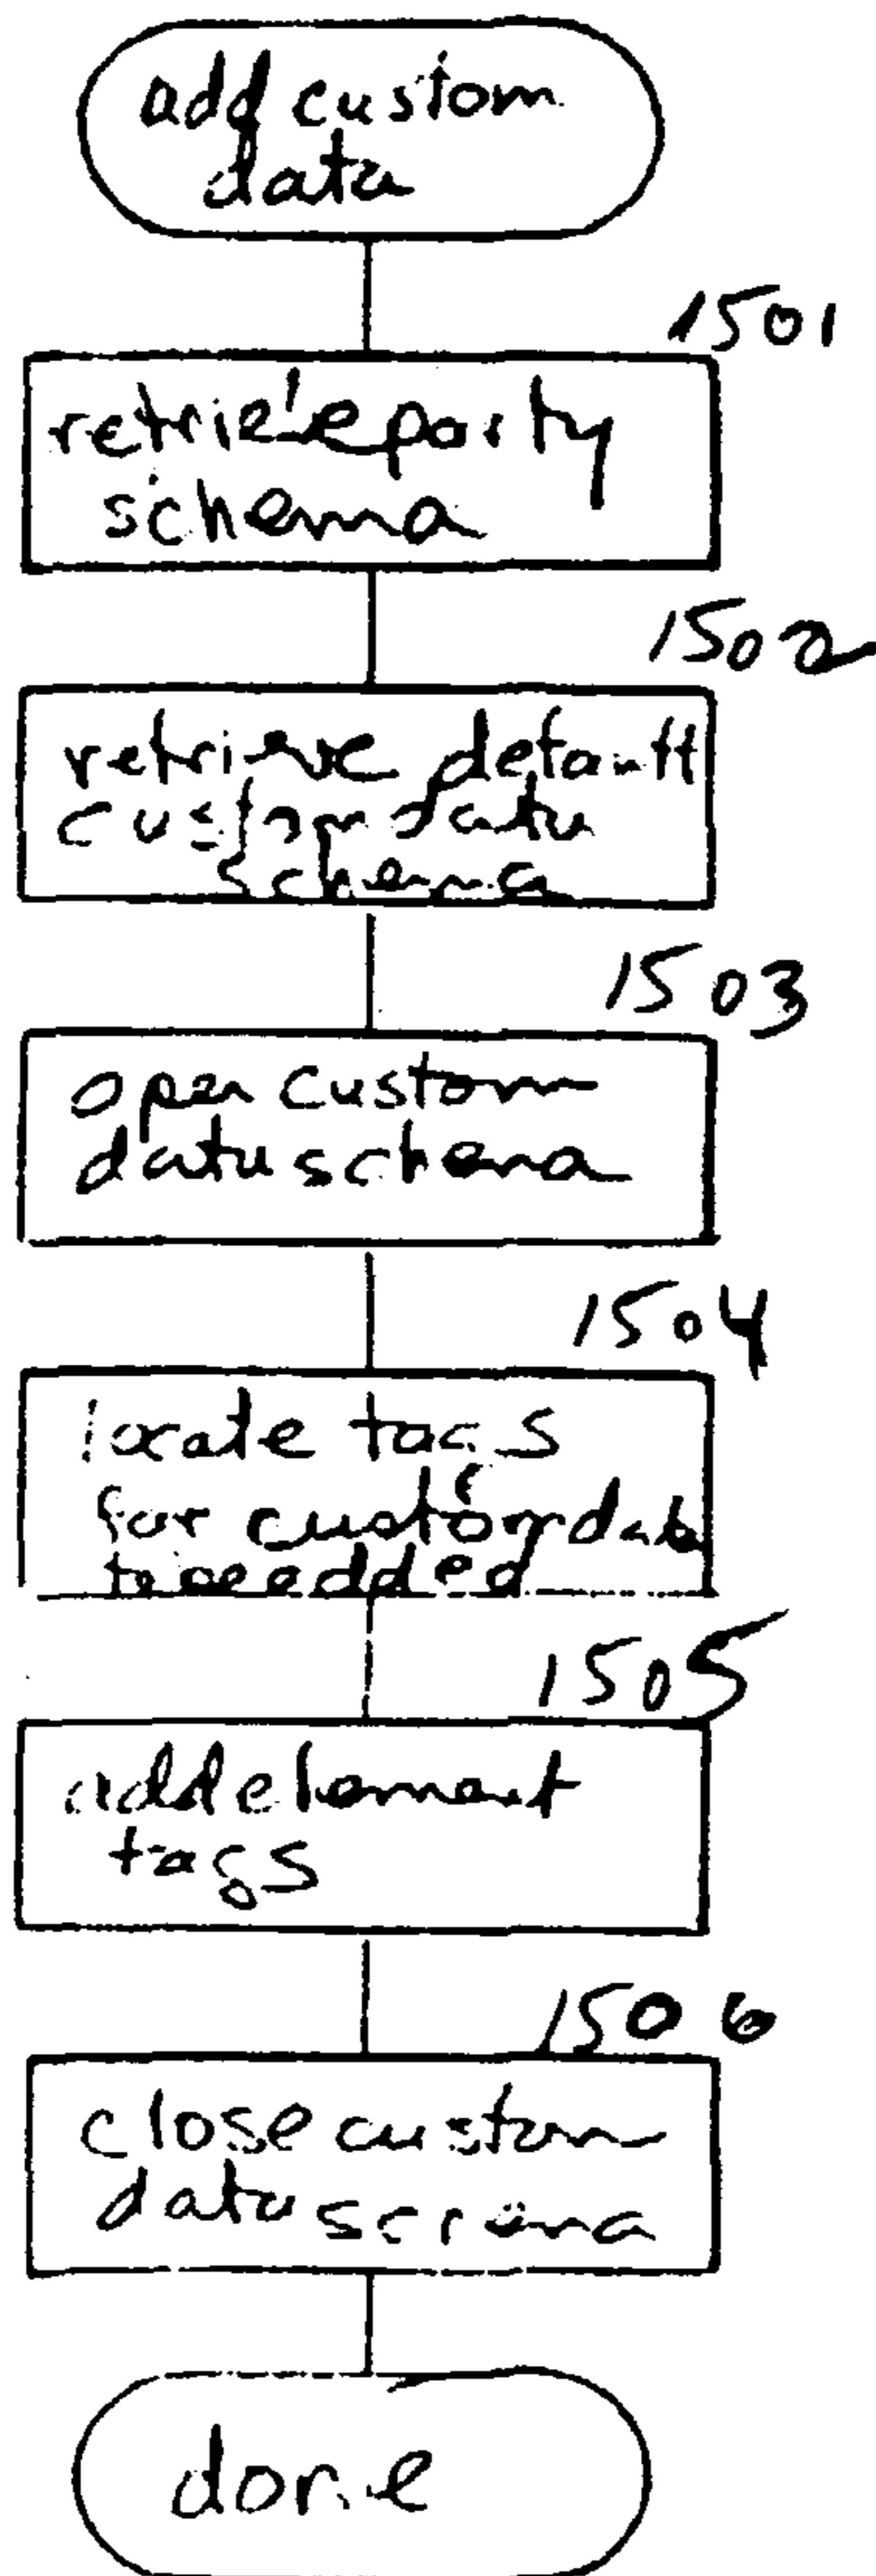 add custom
data
1501
retrieve party
schema
1502
retrieve default
custom data
schema
1503
open custom
data schema
1504
locate tags
for custom data
to be added
1505
add element
tags
1506
close custom
data schema
done